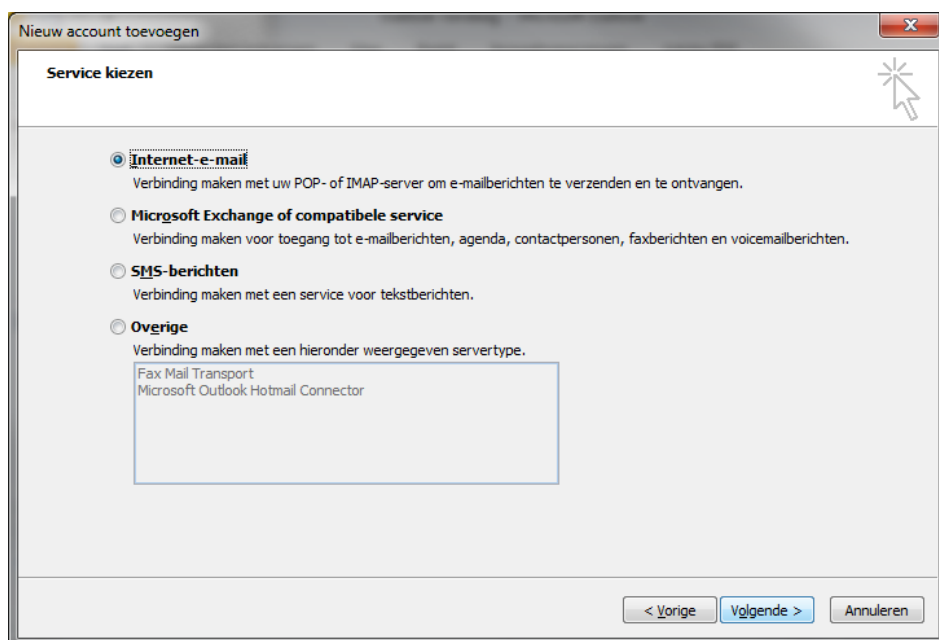 Nieuw account toevoegen
Service kiezen
Internet-e-mail
Verbinding maken met uw POP- of IMAP-server om e-mailberichten te verzenden en te ontvangen.
Microsoft Exchange of compatibele service
Verbinding maken voor toegang tot e-mailberichten, agenda, contactpersonen, faxberichten en voicemailberichten.
SMS-berichten
Verbinding maken met een service voor tekstberichten.
Overige
Verbinding maken met een hieronder weergegeven servertype.
Fax Mail Transport
Microsoft Outlook Hotmail Connector
< Vorige Volgende > Annuleren